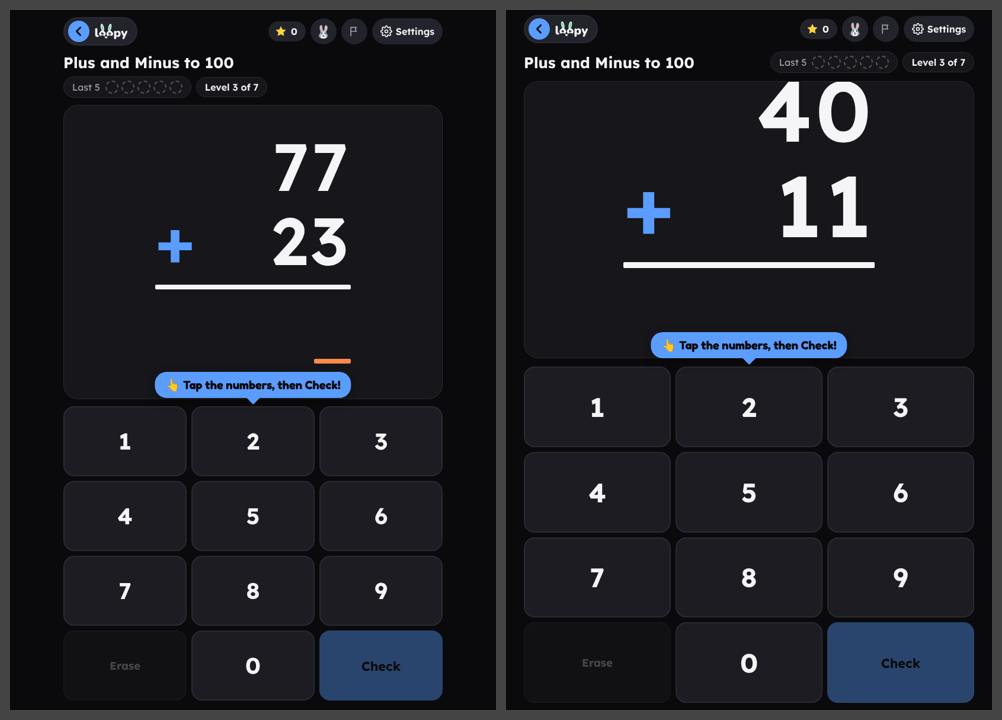 loopy
⭐ 0
Settings
Plus and Minus to 100
Last 5
Level 3 of 7
77
+ 23
👆 Tap the numbers, then Check!
1 2 3
4 5 6
7 8 9
Erase 0 Check
loopy
⭐ 0
Settings
Plus and Minus to 100
Last 5
Level 3 of 7
40
+ 11
👆 Tap the numbers, then Check!
1 2 3
4 5 6
7 8 9
Erase 0 Check